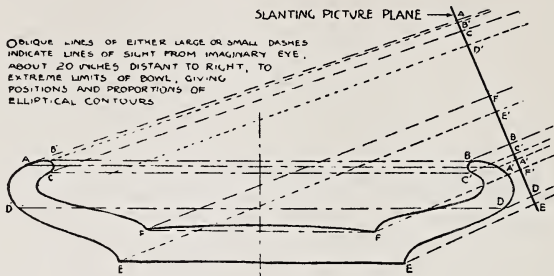 SLANTING PICTURE PLANE
OBLIQUE LINES OF EITHER LARGE OR SMALL DASHES
INDICATE LINES OF SIGHT FROM IMAGINARY EYE,
ABOUT 20 INCHES DISTANT TO RIGHT, TO
EXTREME LIMITS OF BOWL, GIVING
POSITIONS AND PROPORTIONS OF
ELLIPTICAL CONTOURS
A
B'
C
D'
F
E'
B
C'
A'
F'
D
E
B'
A
C
B
C'
A'
D
D
F
F
E
E